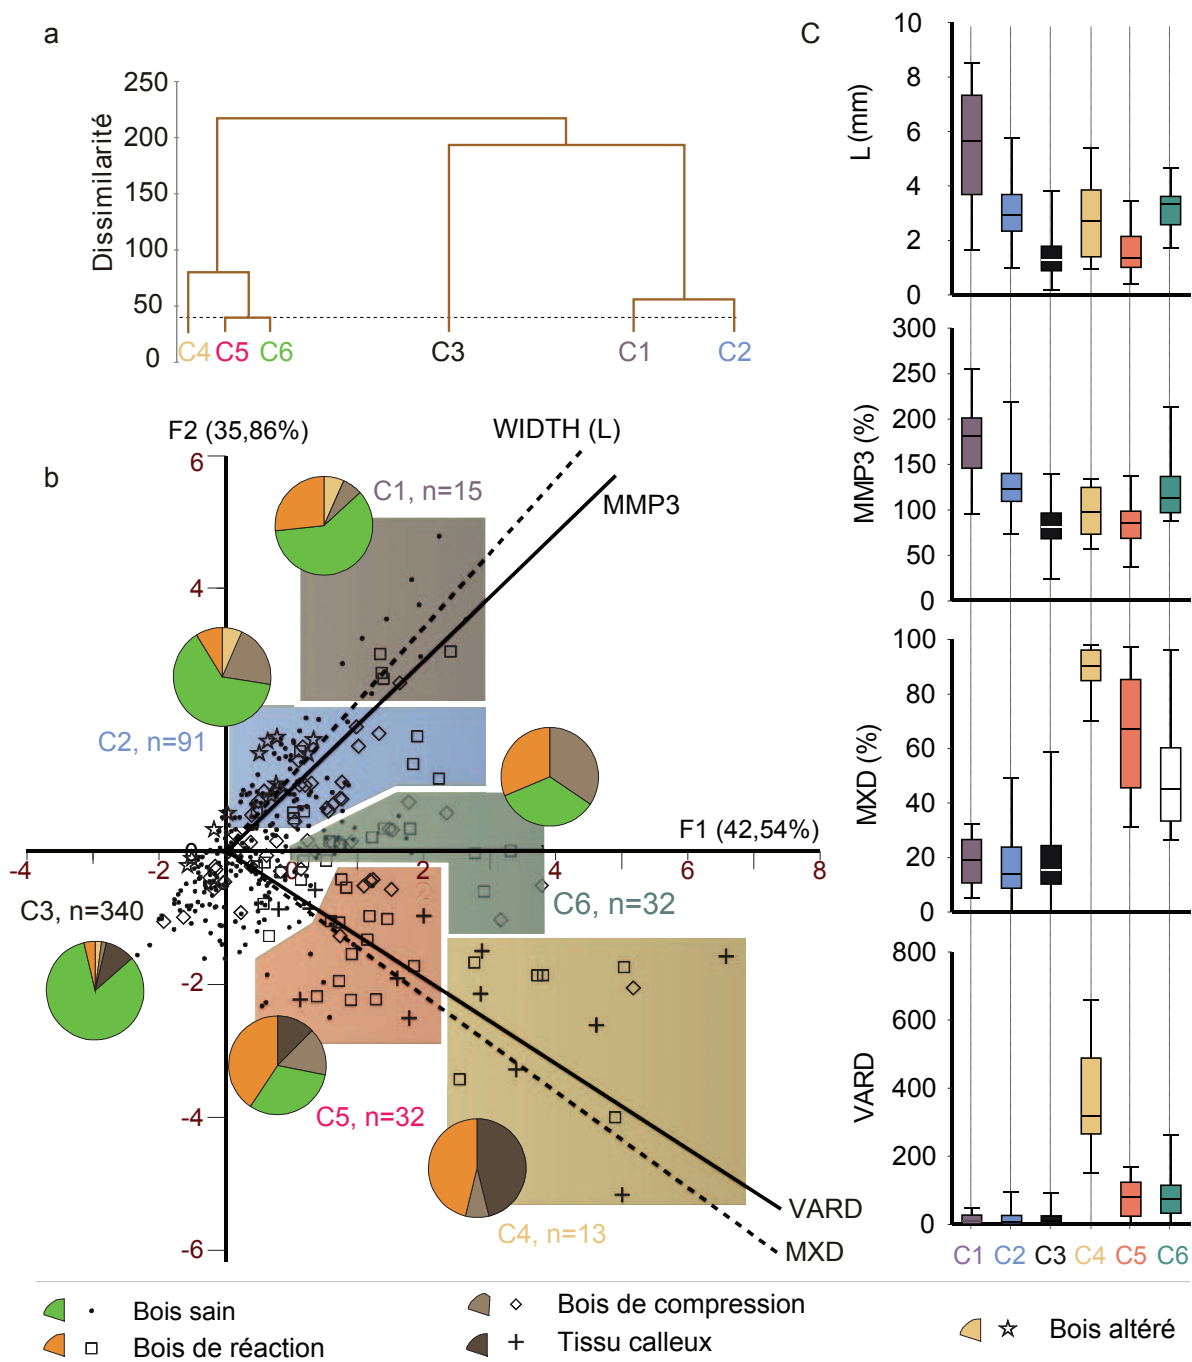 a
Dissimilarité
250
200
150
100
50
0
C4 C5 C6 C3 C1 C2
b
F2 (35,86%)
WIDTH (L)
MMP3
C1, n=15
C2, n=91
F1 (42,54%)
C3, n=340
C6, n=32
C5, n=32
C4, n=13
VARD
MXD
6
4
0
-2
-4
-6
-4 -2 0 2 4 6 8
C
L (mm)
10
8
6
4
2
0
MMP3 (%)
300
250
200
150
100
50
0
MXD (%)
100
80
60
40
20
0
VARD
800
600
400
200
0
C1 C2 C3 C4 C5 C6
Bois sain
Bois de réaction
Bois de compression
Tissu calleux
Bois altéré